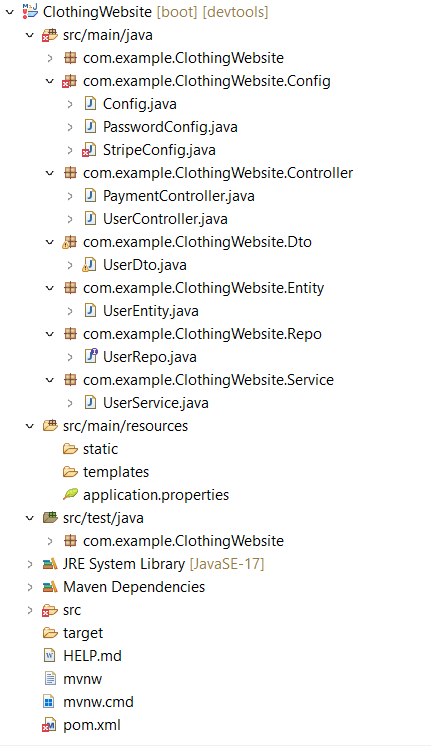 ClothingWebsite [boot] [devtools]
src/main/java
com.example.ClothingWebsite
com.example.ClothingWebsite.Config
Config.java
PasswordConfig.java
StripeConfig.java
com.example.ClothingWebsite.Controller
PaymentController.java
UserController.java
com.example.ClothingWebsite.Dto
UserDto.java
com.example.ClothingWebsite.Entity
UserEntity.java
com.example.ClothingWebsite.Repo
UserRepo.java
com.example.ClothingWebsite.Service
UserService.java
src/main/resources
static
templates
application.properties
src/test/java
com.example.ClothingWebsite
JRE System Library [JavaSE-17]
Maven Dependencies
src
target
HELP.md
mvnw
mvnw.cmd
pom.xml